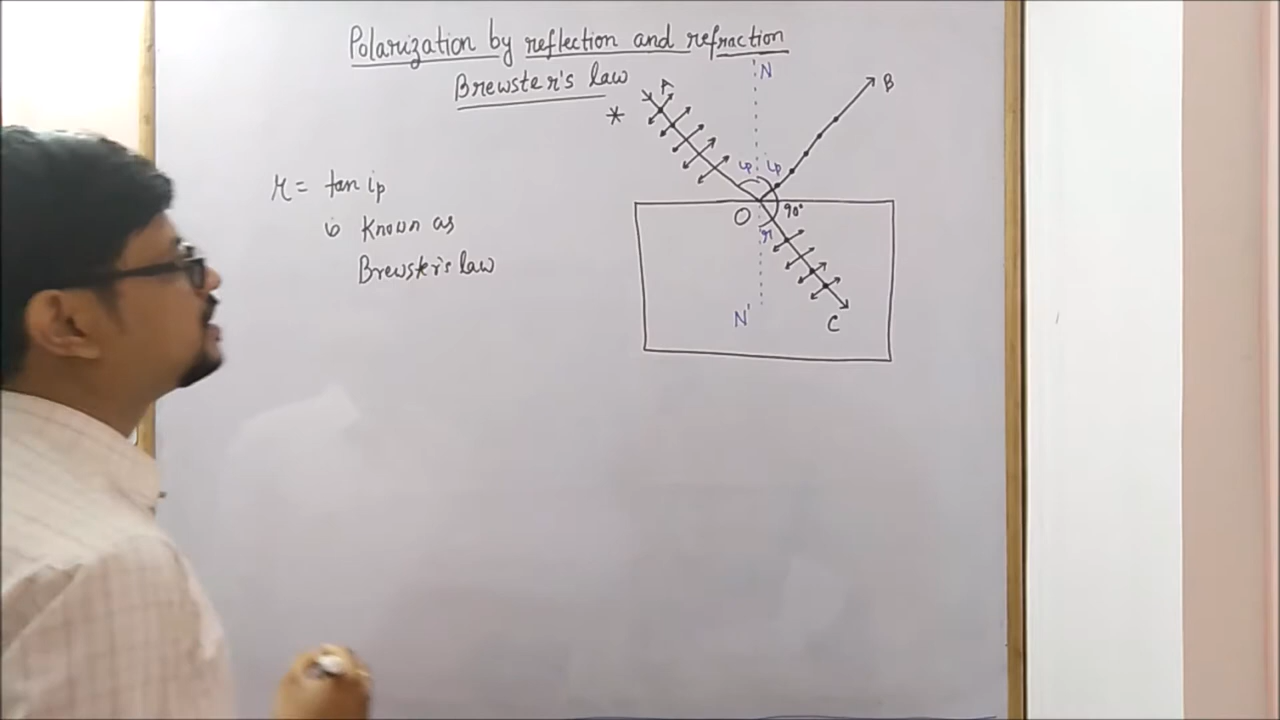 Polarization by reflection and refraction
Brewster's law
*
A
N
B
ip ip
μ = tan ip
is known as
Brewster's law
O
90°
r
N'
C